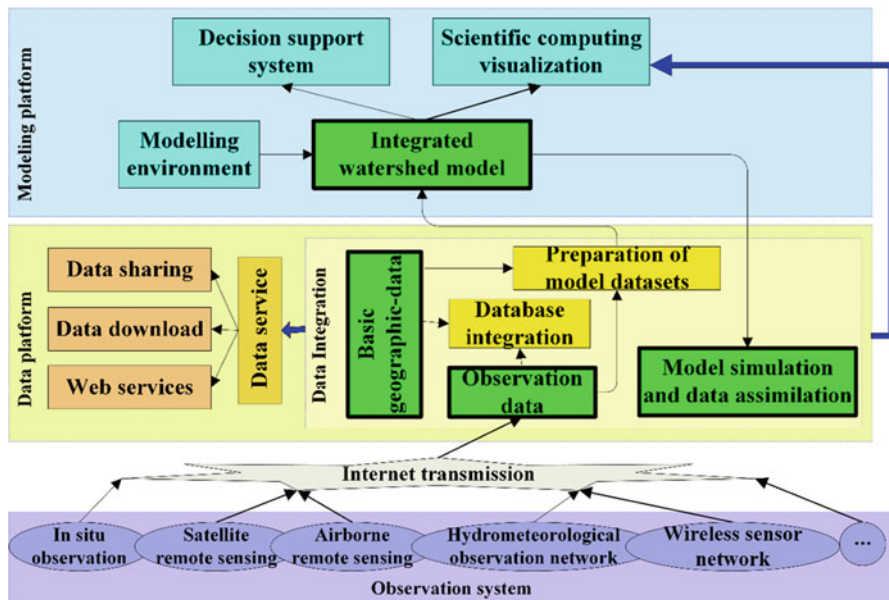 Modeling platform
Decision support
system
Scientific computing
visualization
Modelling
environment
Integrated
watershed model
Data platform
Data sharing
Data download
Web services
Data service
Data Integration
Basic
geographic-data
Preparation of
model datasets
Database
integration
Observation
data
Model simulation
and data assimilation
Internet transmission
In situ
observation
Satellite
remote sensing
Airborne
remote sensing
Hydrometeorological
observation network
Wireless sensor
network
...
Observation system